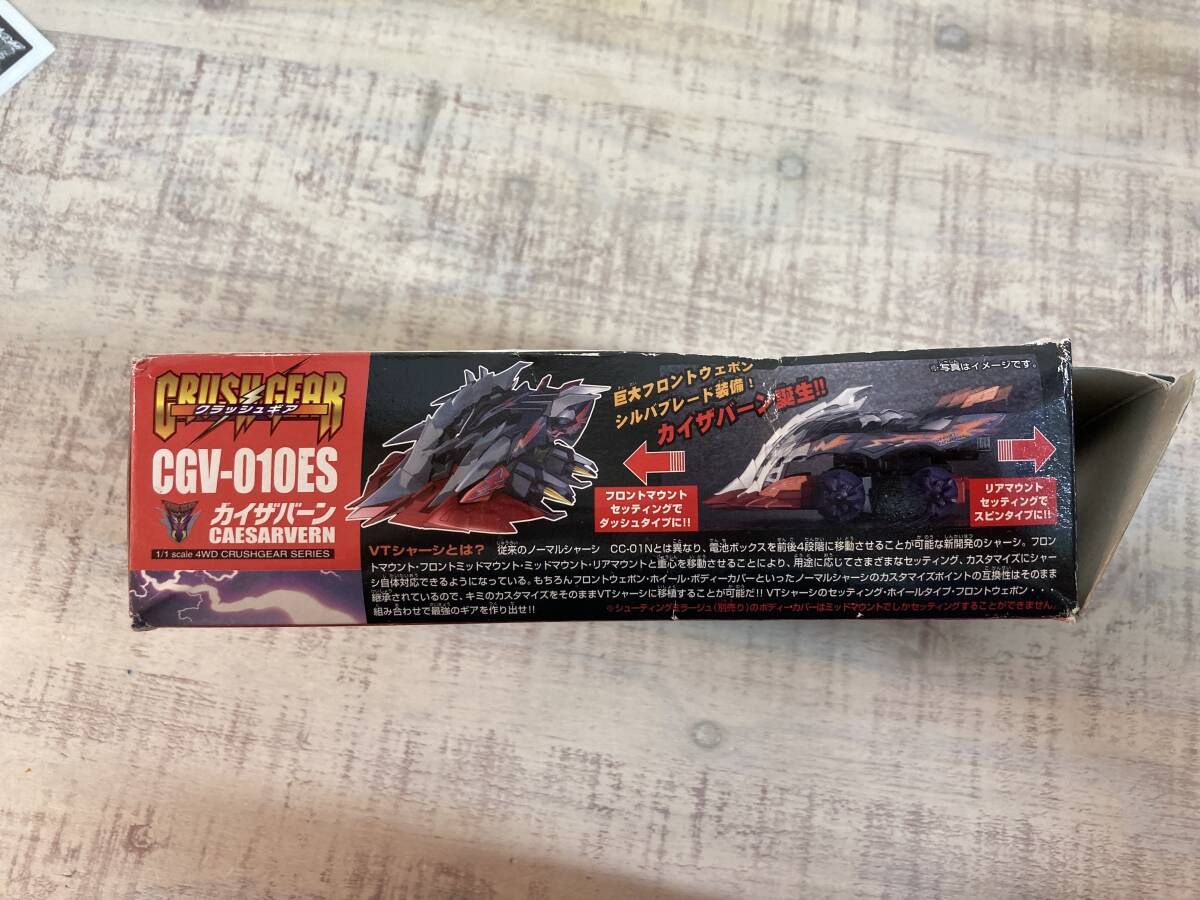 CRUSH GEAR
クラッシュギア
CGV-010ES
カイザバーン
CAESARVERN
1/1 scale 4WD CRUSHGEAR SERIES
巨大フロントウェポン
シルバブレード装備!
カイザバーン誕生!!
※写真はイメージです。
フロントマウント
セッティングで
ダッシュタイプに!!
リアマウント
セッティングで
スピンタイプに!!
VTシャーシとは? 従来のノーマルシャーシ CC-01Nとは異なり、電池ボックスを前後4段階に移動させることが可能な新開発のシャーシ。フロン
トマウント・フロントミッドマウント・ミッドマウント・リアマウントと重心を移動させることにより、用途に応じてさまざまなセッティング、カスタマイズにシャー
シ自体対応できるようになっている。もちろんフロントウェポン・ホイール・ボディーカバーといったノーマルシャーシのカスタマイズポイントの互換性はそのまま
継承されているので、キミのカスタマイズをそのままVTシャーシに移植することが可能だ!! VTシャーシのセッティング・ホイールタイプ・フロントウェポン・
組み合わせで最強のギアを作り出せ!!
※シューティングミラージュ(別売り)のボディーカバーはミッドマウントでしかセッティングすることができません。